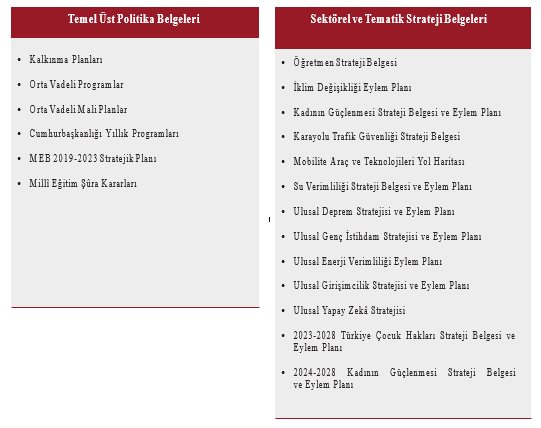 Temel Üst Politika Belgeleri
• Kalkınma Planları
• Orta Vadeli Programlar
• Orta Vadeli Mali Planlar
• Cumhurbaşkanlığı Yıllık Programları
• MEB 2019-2023 Stratejik Planı
• Millî Eğitim Şûra Kararları
Sektörel ve Tematik Strateji Belgeleri
• Öğretmen Strateji Belgesi
• İklim Değişikliği Eylem Planı
• Kadının Güçlenmesi Strateji Belgesi ve Eylem Planı
• Karayolu Trafik Güvenliği Strateji Belgesi
• Mobilite Araç ve Teknolojileri Yol Haritası
• Su Verimliliği Strateji Belgesi ve Eylem Planı
• Ulusal Deprem Stratejisi ve Eylem Planı
• Ulusal Genç İstihdam Stratejisi ve Eylem Planı
• Ulusal Enerji Verimliliği Eylem Planı
• Ulusal Girişimcilik Stratejisi ve Eylem Planı
• Ulusal Yapay Zekâ Stratejisi
• 2023-2028 Türkiye Çocuk Hakları Strateji Belgesi ve
Eylem Planı
• 2024-2028 Kadının Güçlenmesi Strateji Belgesi
ve Eylem Planı